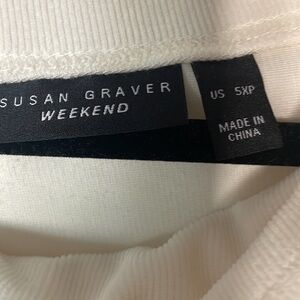 SUSAN GRAVER
WEEKEND
US 5XP
MADE IN
CHINA